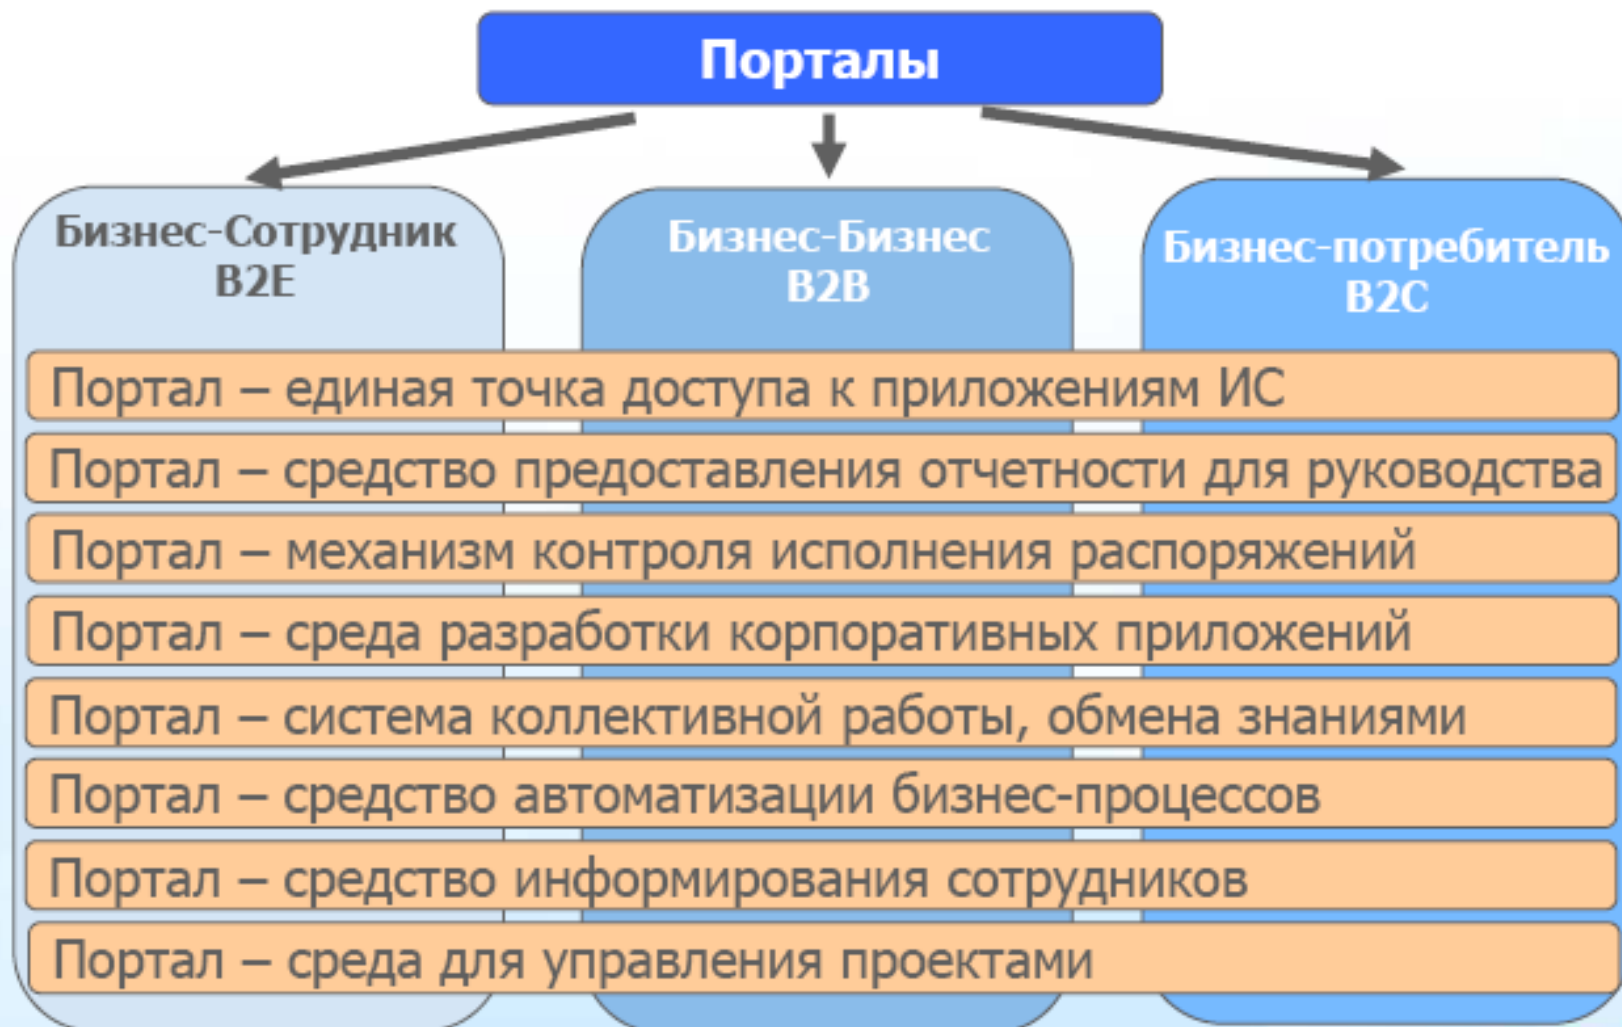 Порталы
Бизнес-Сотрудник
B2E
Бизнес-Бизнес
B2B
Бизнес-потребитель
B2C
Портал – единая точка доступа к приложениям ИС
Портал – средство предоставления отчетности для руководства
Портал – механизм контроля исполнения распоряжений
Портал – среда разработки корпоративных приложений
Портал – система коллективной работы, обмена знаниями
Портал – средство автоматизации бизнес-процессов
Портал – средство информирования сотрудников
Портал – среда для управления проектами